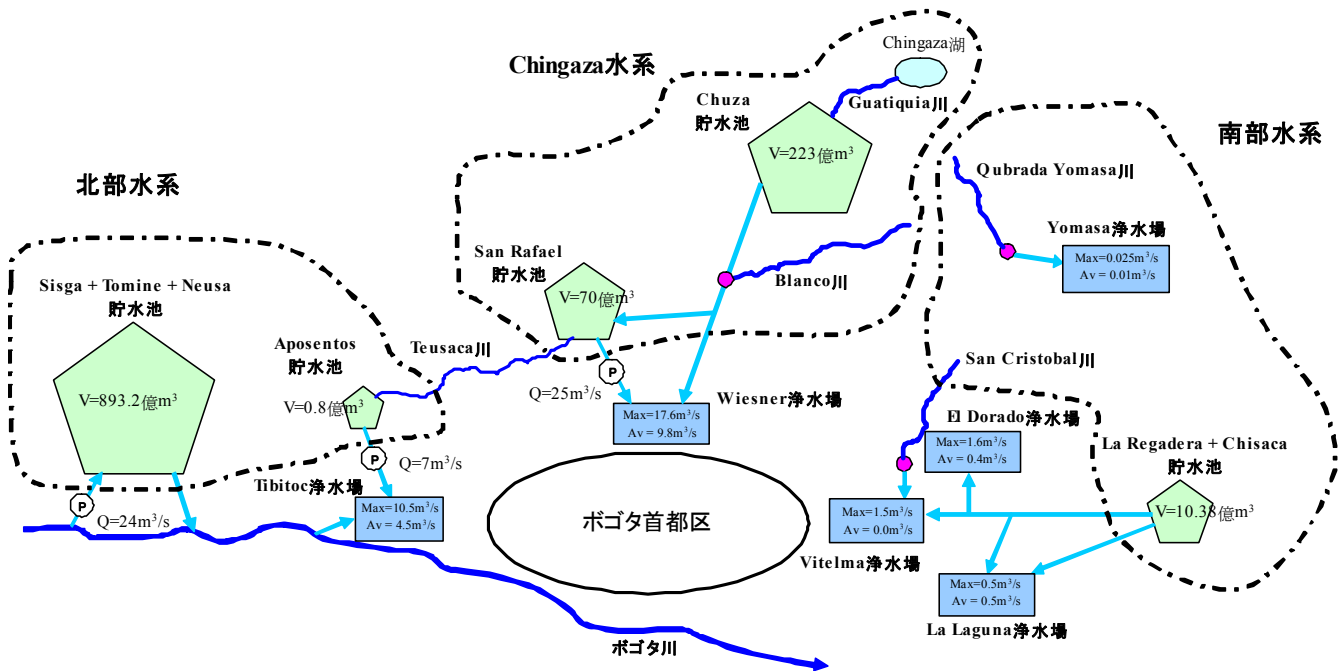 Chingaza湖
Chingaza水系
Guatiquia川
Chuza
貯水池
V=223億m³
南部水系
Qubrada Yomasa川
Yomasa浄水場
Max=0.025m³/s
Av = 0.01m³/s
北部水系
San Rafael
貯水池
V=70億m³
Blanco川
Sisga + Tomine + Neusa
貯水池
V=893.2億m³
Aposentos
貯水池
V=0.8億m³
Teusaca川
P
Q=25m³/s
Wiesner浄水場
Max=17.6m³/s
Av = 9.8m³/s
San Cristobal川
El Dorado浄水場
Max=1.6m³/s
Av = 0.4m³/s
La Regadera + Chisaca
貯水池
V=10.38億m³
P
Q=7m³/s
Tibitoc浄水場
Max=10.5m³/s
Av = 4.5m³/s
P
Q=24m³/s
ボゴタ首都区
Max=1.5m³/s
Av = 0.0m³/s
Vitelma浄水場
Max=0.5m³/s
Av = 0.5m³/s
La Laguna浄水場
ボゴタ川